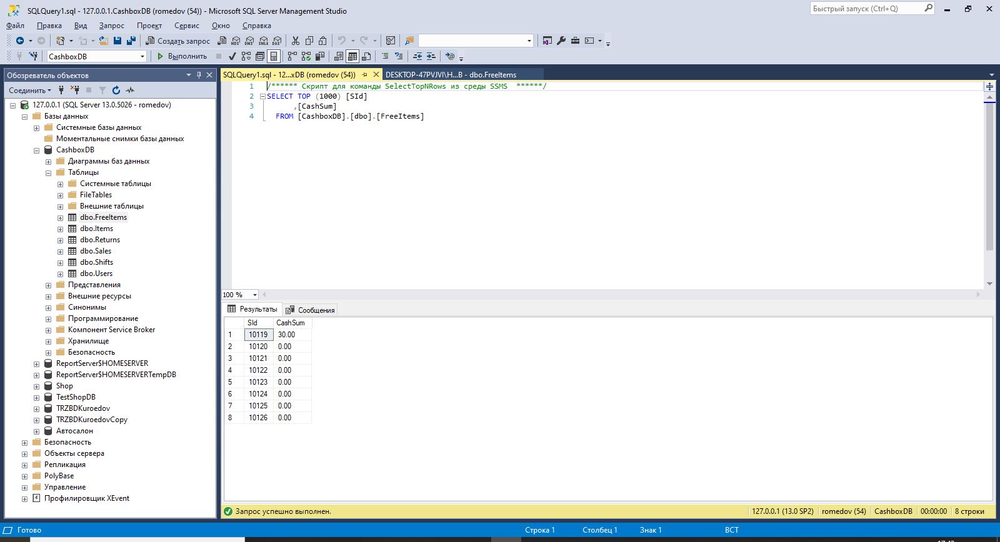 SQLQuery1.sql - 127.0.0.1.CashboxDB (romedov (54)) - Microsoft SQL Server Management Studio
Быстрый запуск (Ctrl+Q)
Файл Правка Вид Запрос Проект Сервис Окно Справка
Создать запрос MDX DMX XMLA DAX
CashboxDB Выполнить
Обозреватель объектов
SQLQuery1.sql - 12...xDB (romedov (54)) DESKTOP-47PVJVI\H...B - dbo.FreeItems
Соединить
127.0.0.1 (SQL Server 13.0.5026 - romedov)
Базы данных
Системные базы данных
Моментальные снимки базы данных
CashboxDB
Диаграммы баз данных
Таблицы
Системные таблицы
FileTables
Внешние таблицы
dbo.FreeItems
dbo.Items
dbo.Returns
dbo.Sales
dbo.Shifts
dbo.Users
Представления
Внешние ресурсы
Синонимы
Программирование
Компонент Service Broker
Хранилище
Безопасность
ReportServer$HOMESERVER
ReportServer$HOMESERVERTempDB
Shop
TestShopDB
TRZBDKuroedov
TRZBDKuroedovCopy
Автосалон
Безопасность
Объекты сервера
Репликация
PolyBase
Управление
Профилировщик XEvent
1 /****** Скрипт для команды SelectTopNRows из среды SSMS ******/
2 SELECT TOP (1000) [SId]
3 ,[CashSum]
4 FROM [CashboxDB].[dbo].[FreeItems]
100 %
Результаты Сообщения
SId CashSum
1 10119 30.00
2 10120 0.00
3 10121 0.00
4 10122 0.00
5 10123 0.00
6 10124 0.00
7 10125 0.00
8 10126 0.00
Запрос успешно выполнен. 127.0.0.1 (13.0 SP2) romedov (54) CashboxDB 00:00:00 8 строки
Готово Строка 1 Столбец 1 Знак 1 ВСТ